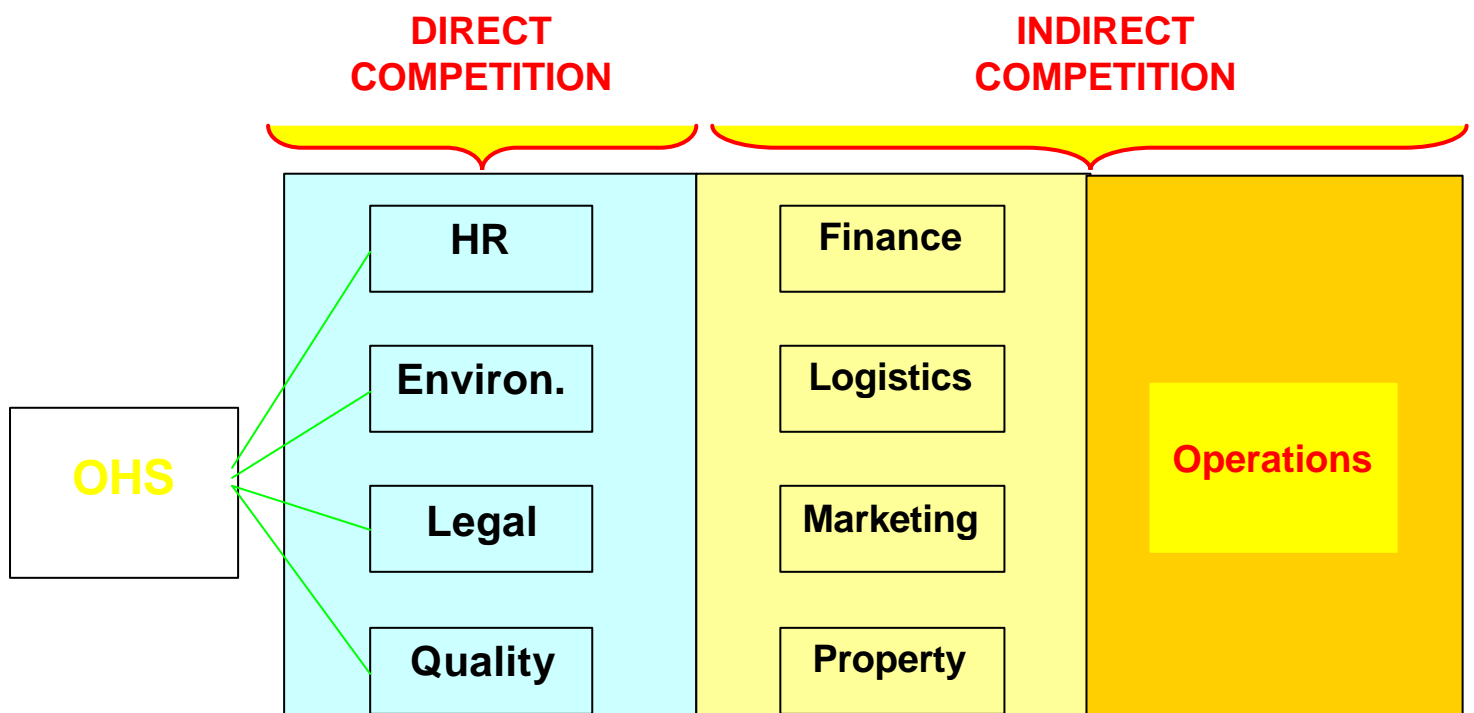 DIRECT
COMPETITION
INDIRECT
COMPETITION
HR
Finance
Environ.
Logistics
OHS
Operations
Legal
Marketing
Quality
Property